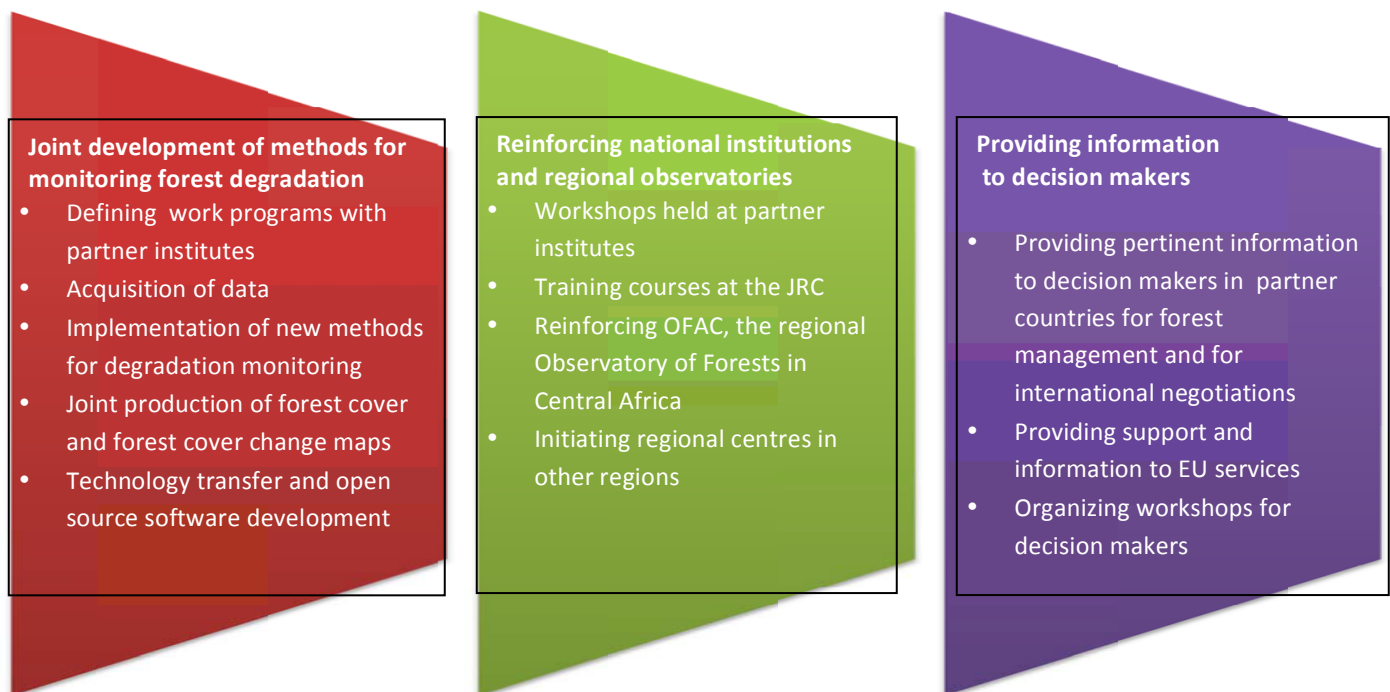 Joint development of methods for
monitoring forest degradation
• Defining work programs with
partner institutes
• Acquisition of data
• Implementation of new methods
for degradation monitoring
• Joint production of forest cover
and forest cover change maps
• Technology transfer and open
source software development
Reinforcing national institutions
and regional observatories
• Workshops held at partner
institutes
• Training courses at the JRC
• Reinforcing OFAC, the regional
Observatory of Forests in
Central Africa
• Initiating regional centres in
other regions
Providing information
to decision makers
• Providing pertinent information
to decision makers in partner
countries for forest
management and for
international negotiations
• Providing support and
information to EU services
• Organizing workshops for
decision makers